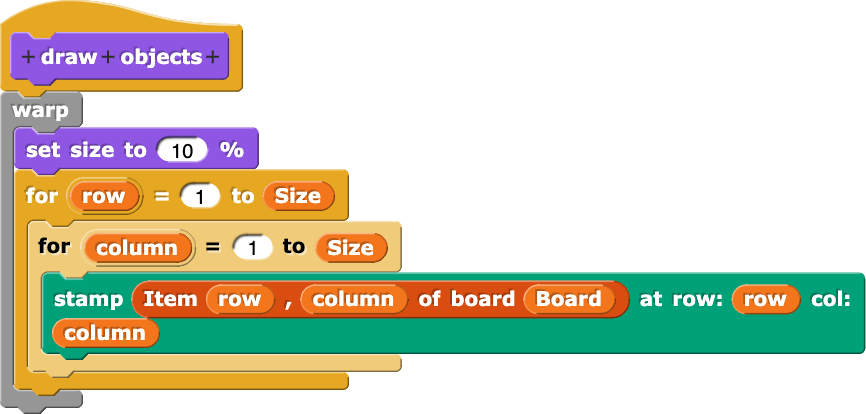 + draw + objects +
warp
set size to 10 %
for row = 1 to Size
for column = 1 to Size
stamp Item row , column of board Board at row: row col:
column